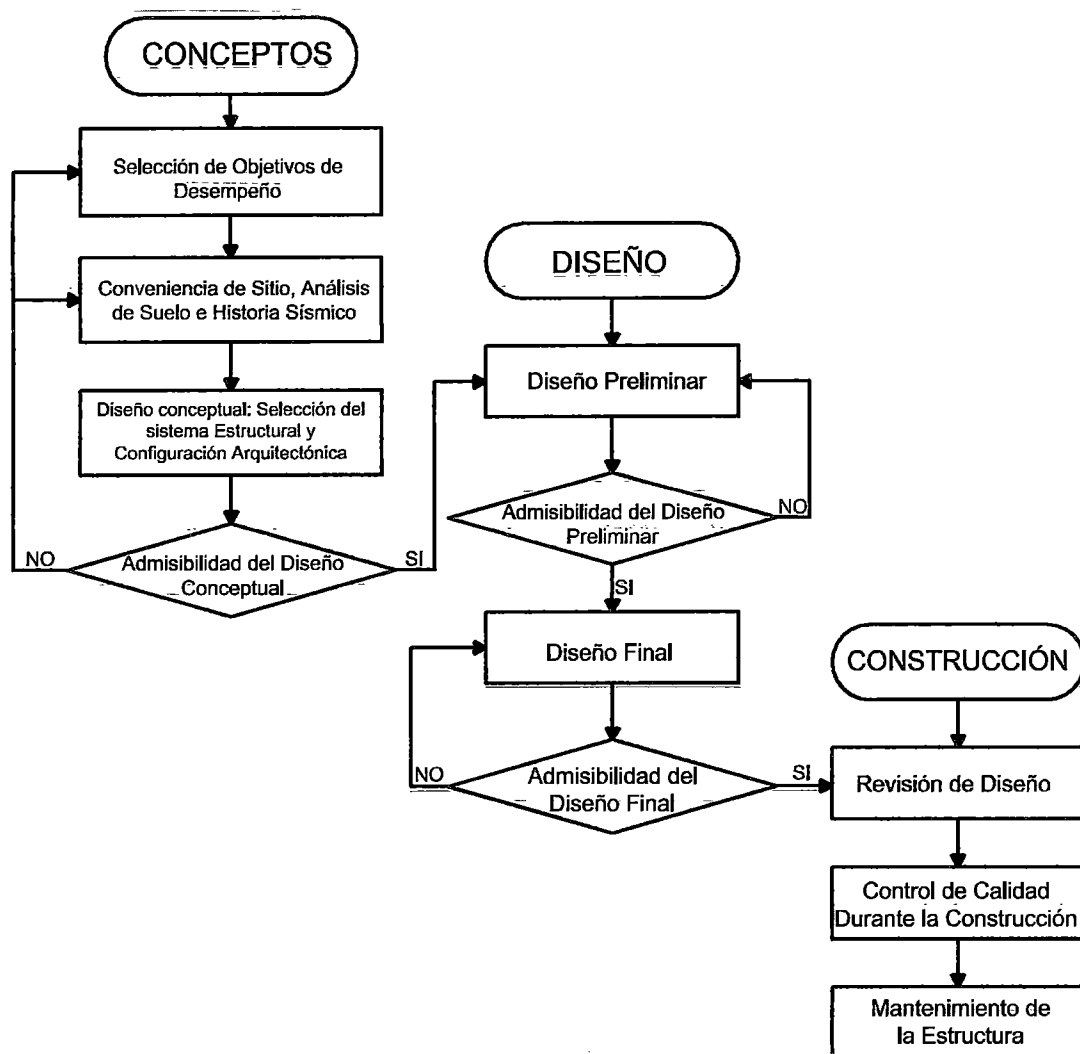 CONCEPTOS
Selección de Objetivos de
Desempeño
Conveniencia de Sitio, Análisis
de Suelo e Historia Sísmico
Diseño conceptual: Selección del
sistema Estructural y
Configuración Arquitectónica
NO
Admisibilidad del Diseño
Conceptual
SI
DISEÑO
Diseño Preliminar
Admisibilidad del Diseño
Preliminar
NO
SI
Diseño Final
NO
Admisibilidad del
Diseño Final
SI
CONSTRUCCIÓN
Revisión de Diseño
Control de Calidad
Durante la Construcción
Mantenimiento de
la Estructura